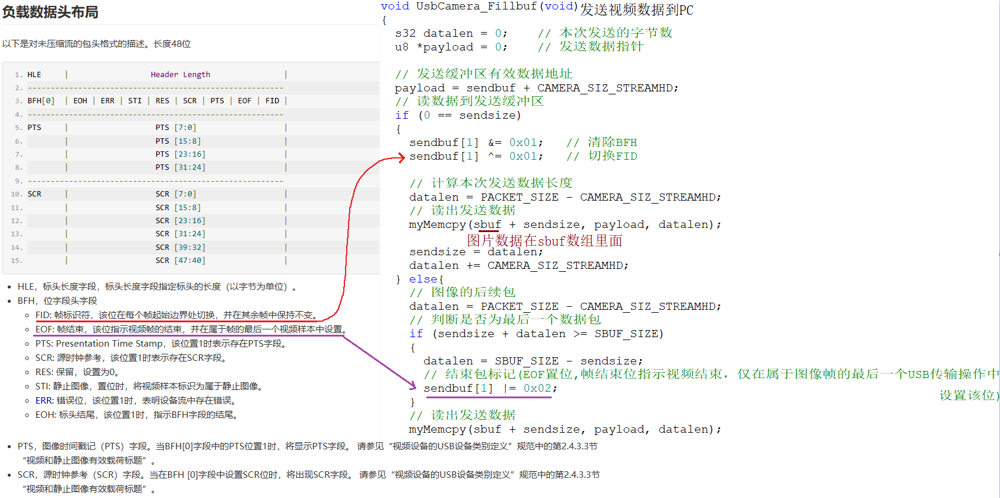 负载数据头布局
以下是对未压缩流的包头格式的描述。长度48位
1. HLE | Header Length |
2. -------------------------------------------------------
3. BFH[0] | EOH | ERR | STI | RES | SCR | PTS | EOF | FID |
4. -------------------------------------------------------
5. PTS | PTS [7:0] |
6. | PTS [15:8] |
7. | PTS [23:16] |
8. | PTS [31:24] |
9. -------------------------------------------------------
10. SCR | SCR [7:0] |
11. | SCR [15:8] |
12. | SCR [23:16] |
13. | SCR [31:24] |
14. | SCR [39:32] |
15. | SCR [47:40] |
HLE，标头长度字段，标头长度字段指定标头的长度（以字节为单位）。
BFH，位字段头字段
FID: 帧标识符，该位在每个帧起始边界处切换，并在其余帧中保持不变。
EOF: 帧结束，该位指示视频帧的结束，并在属于帧的最后一个视频样本中设置。
PTS: Presentation Time Stamp，该位置1时表示存在PTS字段。
SCR: 源时钟参考，该位置1时表示存在SCR字段。
RES: 保留，设置为0。
STI: 静止图像，置位时，将视频样本标识为属于静止图像。
ERR: 错误位，该位置1时，表明设备流中存在错误。
EOH: 标头结尾，该位置1时，指示BFH字段的结尾。
PTS，图像时间戳记（PTS）字段。当BFH[0]字段中的PTS位置1时，将显示PTS字段。 请参见“视频设备的USB设备类别定义”规范中的第2.4.3.3节
“视频和静止图像有效载荷标题”。
SCR，源时钟参考（SCR）字段。当在BFH [0]字段中设置SCR位时，将出现SCR字段。 请参见“视频设备的USB设备类别定义”规范中的第2.4.3.3节
“视频和静止图像有效载荷标题”。
void UsbCamera_Fillbuf(void)发送视频数据到PC
{
s32 datalen = 0; // 本次发送的字节数
u8 *payload = 0; // 发送数据指针
// 发送缓冲区有效数据地址
payload = sendbuf + CAMERA_SIZ_STREAMHD;
// 读数据到发送缓冲区
if (0 == sendsize)
{
sendbuf[1] &= 0x01; // 清除BFH
sendbuf[1] ^= 0x01; // 切换FID
// 计算本次发送数据长度
datalen = PACKET_SIZE - CAMERA_SIZ_STREAMHD;
// 读出发送数据
myMemcpy(sbuf + sendsize, payload, datalen);
图片数据在sbuf数组里面
sendsize = datalen;
datalen += CAMERA_SIZ_STREAMHD;
} else{
// 图像的后续包
datalen = PACKET_SIZE - CAMERA_SIZ_STREAMHD;
// 判断是否为最后一个数据包
if (sendsize + datalen >= SBUF_SIZE)
{
datalen = SBUF_SIZE - sendsize;
// 结束包标记(EOF置位,帧结束位指示视频结束，仅在属于图像帧的最后一个USB传输操作中
设置该位)
sendbuf[1] |= 0x02;
}
// 读出发送数据
myMemcpy(sbuf + sendsize, payload, datalen);